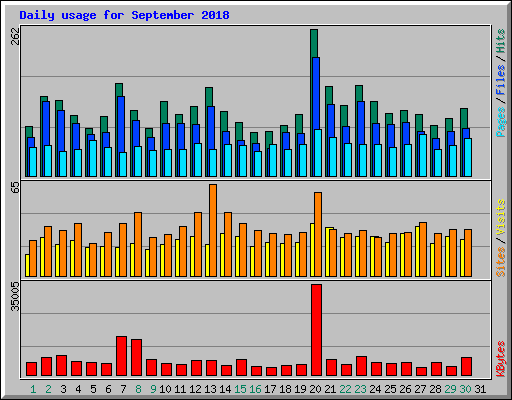 Daily usage for September 2018
262
Pages / Files / Hits
65
Sites / Visits
35005
KBytes
1 2 3 4 5 6 7 8 9 10 11 12 13 14 15 16 17 18 19 20 21 22 23 24 25 26 27 28 29 30 31